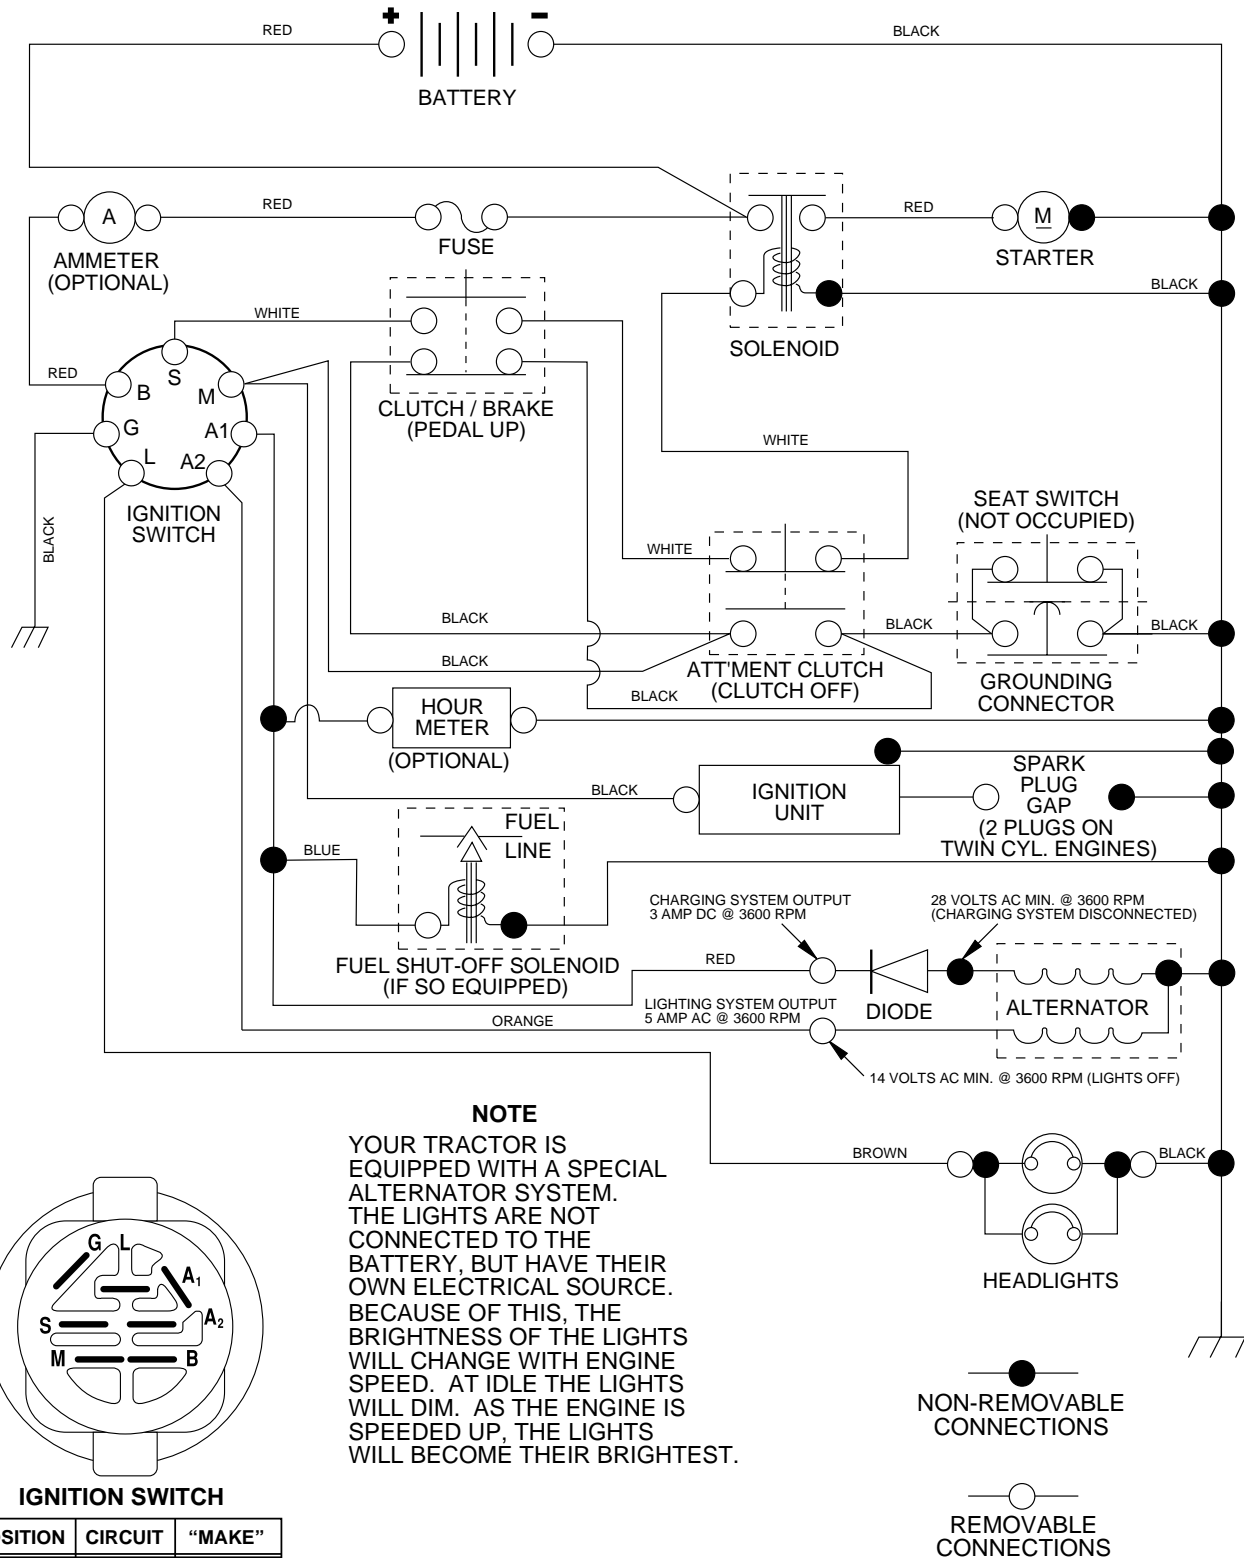 + −
RED
BLACK
BATTERY
RED
A
AMMETER
(OPTIONAL)
FUSE
RED
M
STARTER
BLACK
SOLENOID
WHITE
RED
S
B
M
G
A1
L
A2
IGNITION
SWITCH
BLACK
CLUTCH / BRAKE
(PEDAL UP)
WHITE
SEAT SWITCH
(NOT OCCUPIED)
WHITE
BLACK
BLACK
BLACK
BLACK
ATT'MENT CLUTCH
(CLUTCH OFF)
BLACK
GROUNDING
CONNECTOR
HOUR
METER
(OPTIONAL)
BLACK
IGNITION
UNIT
SPARK
PLUG
GAP
(2 PLUGS ON
TWIN CYL. ENGINES)
FUEL
LINE
BLUE
FUEL SHUT-OFF SOLENOID
(IF SO EQUIPPED)
CHARGING SYSTEM OUTPUT
3 AMP DC @ 3600 RPM
28 VOLTS AC MIN. @ 3600 RPM
(CHARGING SYSTEM DISCONNECTED)
RED
DIODE
ALTERNATOR
LIGHTING SYSTEM OUTPUT
5 AMP AC @ 3600 RPM
ORANGE
14 VOLTS AC MIN. @ 3600 RPM (LIGHTS OFF)
BROWN
BLACK
HEADLIGHTS
NOTE
YOUR TRACTOR IS
EQUIPPED WITH A SPECIAL
ALTERNATOR SYSTEM.
THE LIGHTS ARE NOT
CONNECTED TO THE
BATTERY, BUT HAVE THEIR
OWN ELECTRICAL SOURCE.
BECAUSE OF THIS, THE
BRIGHTNESS OF THE LIGHTS
WILL CHANGE WITH ENGINE
SPEED. AT IDLE THE LIGHTS
WILL DIM. AS THE ENGINE IS
SPEEDED UP, THE LIGHTS
WILL BECOME THEIR BRIGHTEST.
G L
A1
A2
S
M B
IGNITION SWITCH
SITION CIRCUIT “MAKE”
NON-REMOVABLE
CONNECTIONS
REMOVABLE
CONNECTIONS